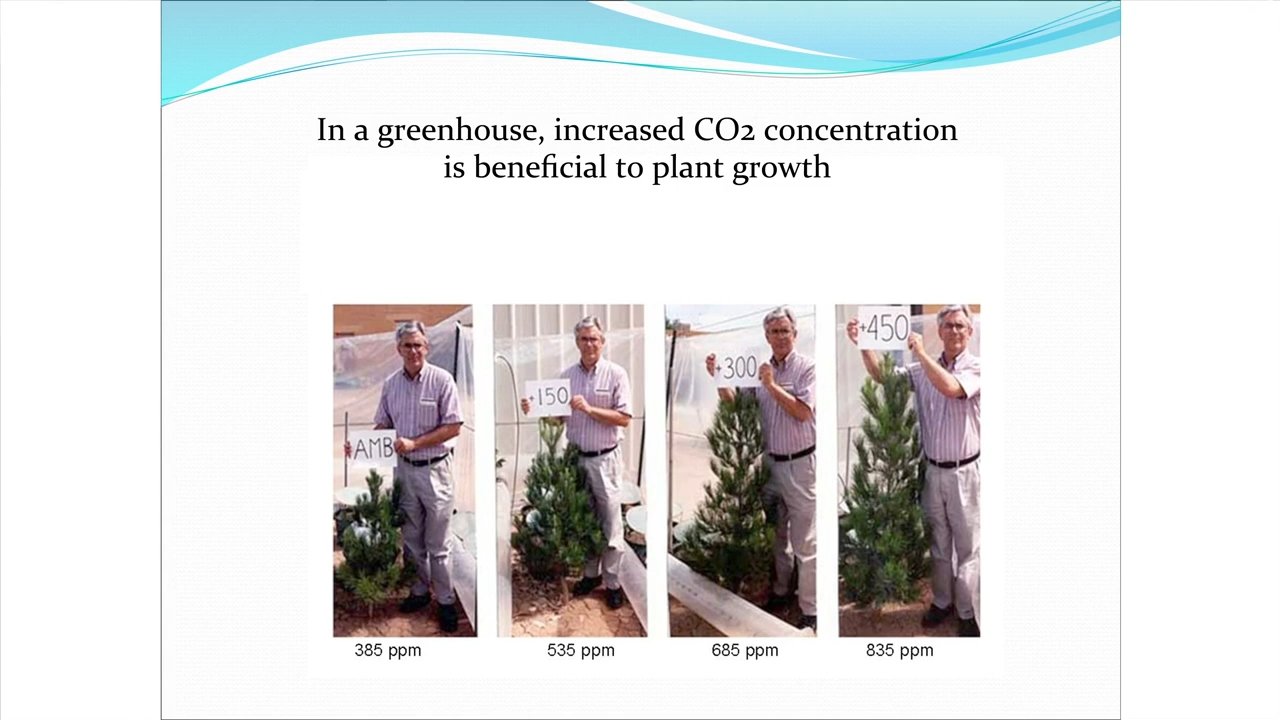 In a greenhouse, increased CO2 concentration
is beneficial to plant growth
AMB
+150
+300
+450
385 ppm
535 ppm
685 ppm
835 ppm